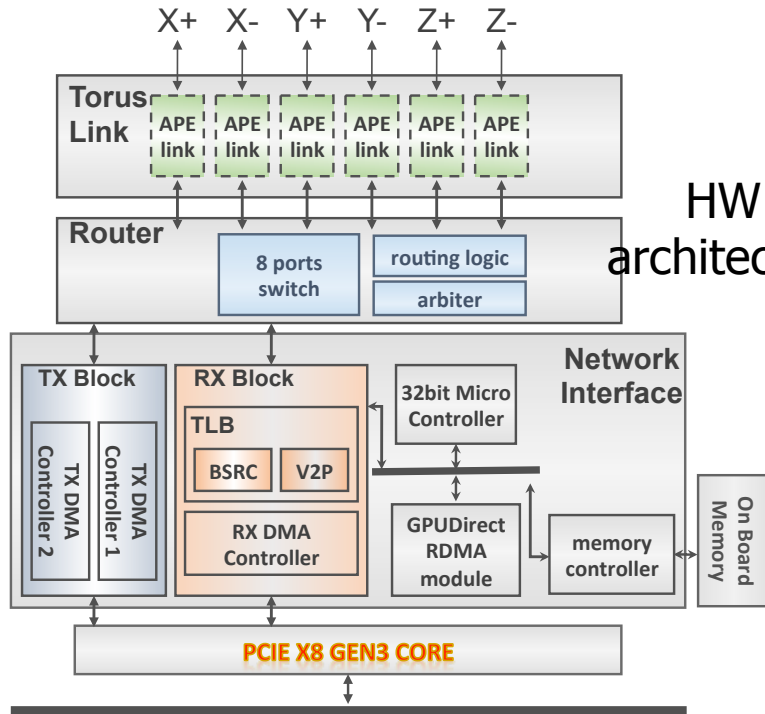 X+ X- Y+ Y- Z+ Z-
Torus
Link
APE
link
APE
link
APE
link
APE
link
APE
link
APE
link
HW
architec
Router
8 ports
switch
routing logic
arbiter
Network
Interface
TX Block
TX DMA
Controller 2
TX DMA
Controller 1
RX Block
TLB
BSRC
V2P
RX DMA
Controller
32bit Micro
Controller
GPUDirect
RDMA
module
memory
controller
On Board
Memory
PCIE X8 GEN3 CORE